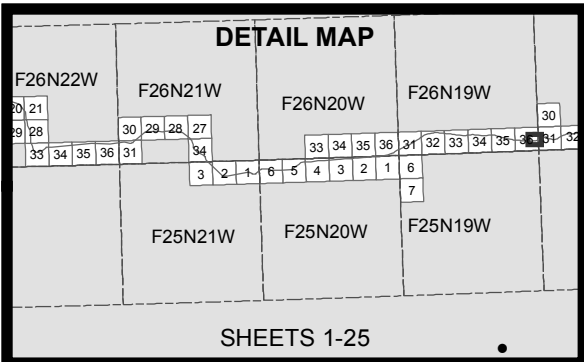 DETAIL MAP
F26N22W
F26N21W
F26N20W
F26N19W
20 21
30
29 28
30 29 28 27
33 34 35 36 31
34
33 34 35 36 31 32 33 34 35 36 31 32
3 2 1 6 5 4 3 2 1 6
7
F25N21W
F25N20W
F25N19W
SHEETS 1-25